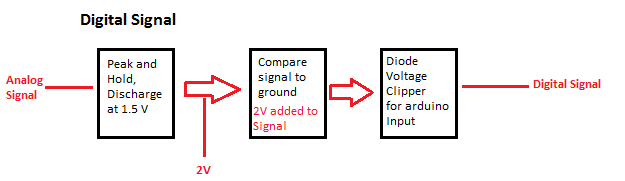 Digital Signal
Analog
Signal
Peak and
Hold,
Discharge
at 1.5 V
2V
Compare
signal to
ground
2V added to
Signal
Diode
Voltage
Clipper
for arduino
Input
Digital Signal